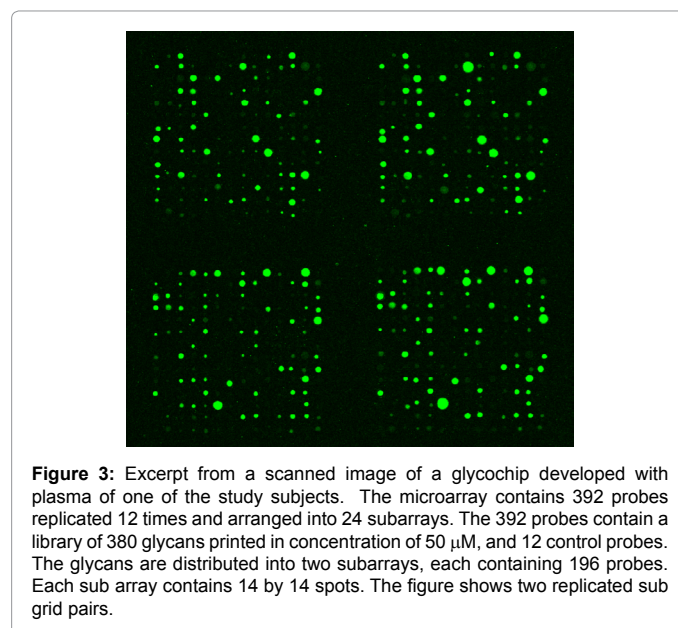 Figure 3: Excerpt from a scanned image of a glycochip developed with
plasma of one of the study subjects. The microarray contains 392 probes
replicated 12 times and arranged into 24 subarrays. The 392 probes contain a
library of 380 glycans printed in concentration of 50 μM, and 12 control probes.
The glycans are distributed into two subarrays, each containing 196 probes.
Each sub array contains 14 by 14 spots. The figure shows two replicated sub
grid pairs.